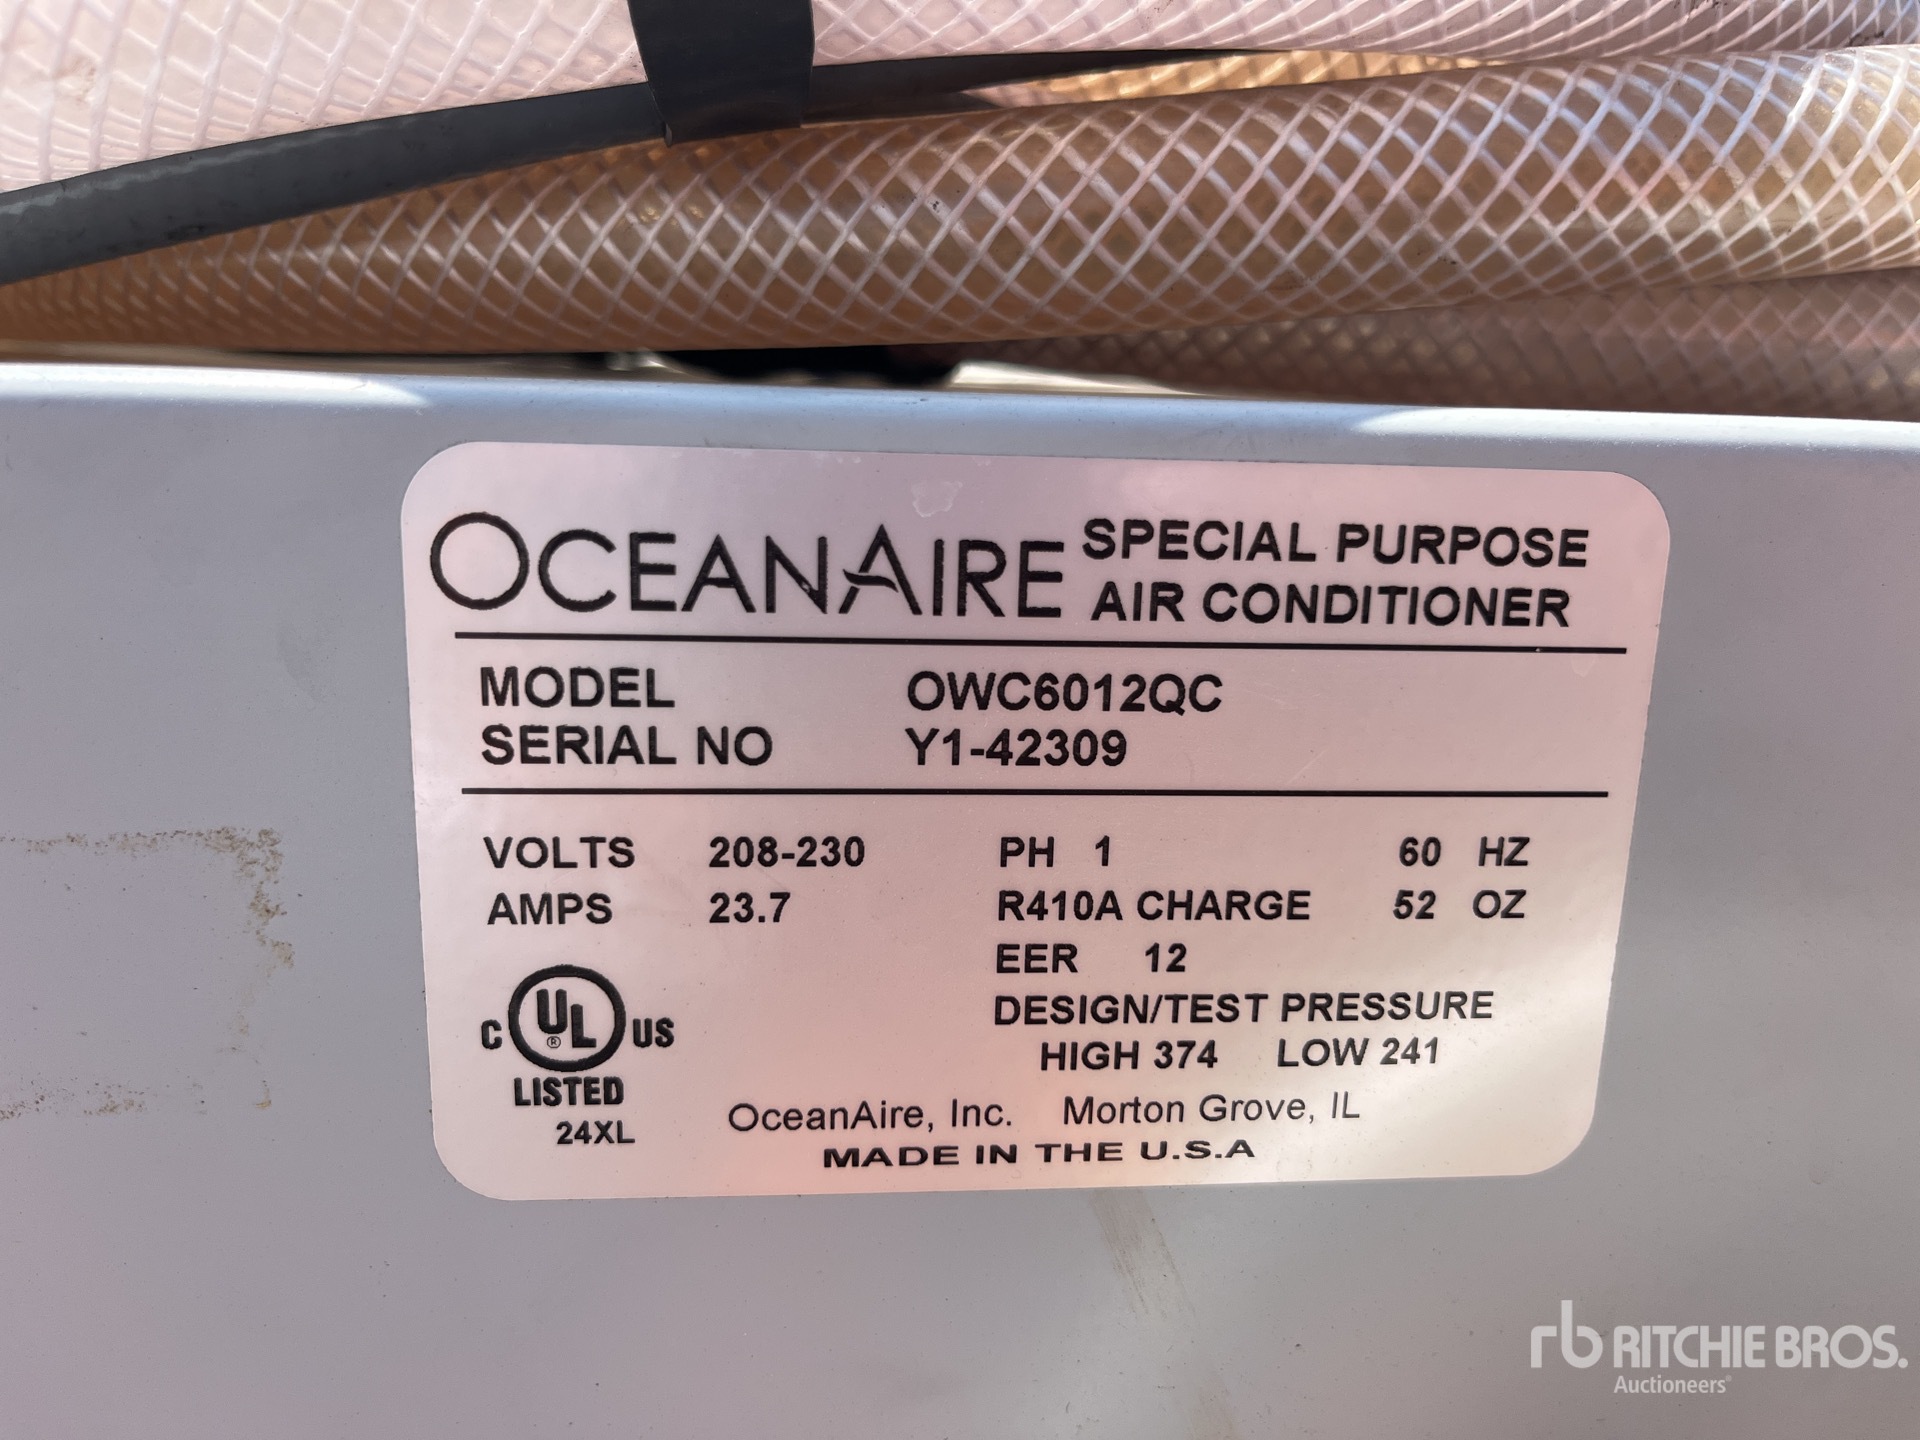 OCEANAIRE SPECIAL PURPOSE
AIR CONDITIONER
MODEL OWC6012QC
SERIAL NO Y1-42309
VOLTS 208-230 PH 1 60 HZ
AMPS 23.7 R410A CHARGE 52 OZ
EER 12
DESIGN/TEST PRESSURE
HIGH 374 LOW 241
C UL® US
LISTED
24XL
OceanAire, Inc. Morton Grove, IL
MADE IN THE U.S.A
rb RITCHIE BROS.
Auctioneers®